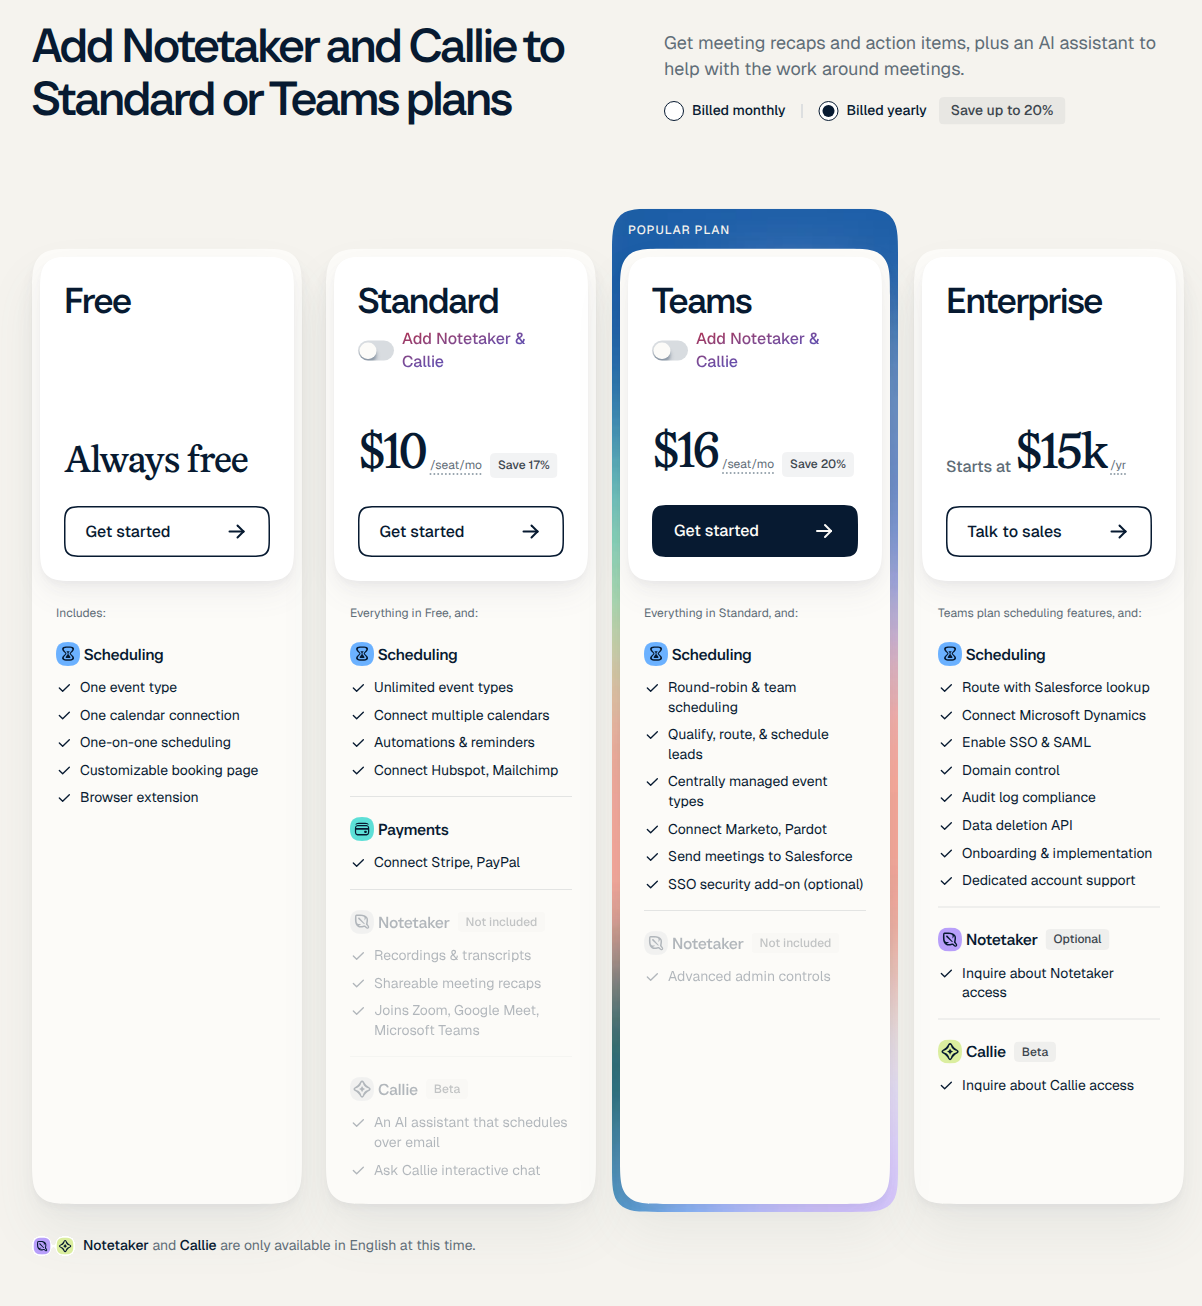 Add Notetaker and Callie to
Standard or Teams plans
Get meeting recaps and action items, plus an AI assistant to
help with the work around meetings.
Billed monthly
Billed yearly
Save up to 20%
Free
Always free
Get started
Includes:
Scheduling
One event type
One calendar connection
One-on-one scheduling
Customizable booking page
Browser extension
Standard
Add Notetaker &
Callie
$10 /seat/mo
Save 17%
Get started
Everything in Free, and:
Scheduling
Unlimited event types
Connect multiple calendars
Automations & reminders
Connect Hubspot, Mailchimp
Payments
Connect Stripe, PayPal
Notetaker
Not included
Recordings & transcripts
Shareable meeting recaps
Joins Zoom, Google Meet,
Microsoft Teams
Callie
Beta
An AI assistant that schedules
over email
Ask Callie interactive chat
POPULAR PLAN
Teams
Add Notetaker &
Callie
$16 /seat/mo
Save 20%
Get started
Everything in Standard, and:
Scheduling
Round-robin & team
scheduling
Qualify, route, & schedule
leads
Centrally managed event
types
Connect Marketo, Pardot
Send meetings to Salesforce
SSO security add-on (optional)
Notetaker
Not included
Advanced admin controls
Enterprise
Starts at $15k /yr
Talk to sales
Teams plan scheduling features, and:
Scheduling
Route with Salesforce lookup
Connect Microsoft Dynamics
Enable SSO & SAML
Domain control
Audit log compliance
Data deletion API
Onboarding & implementation
Dedicated account support
Notetaker
Optional
Inquire about Notetaker
access
Callie
Beta
Inquire about Callie access
Notetaker and Callie are only available in English at this time.